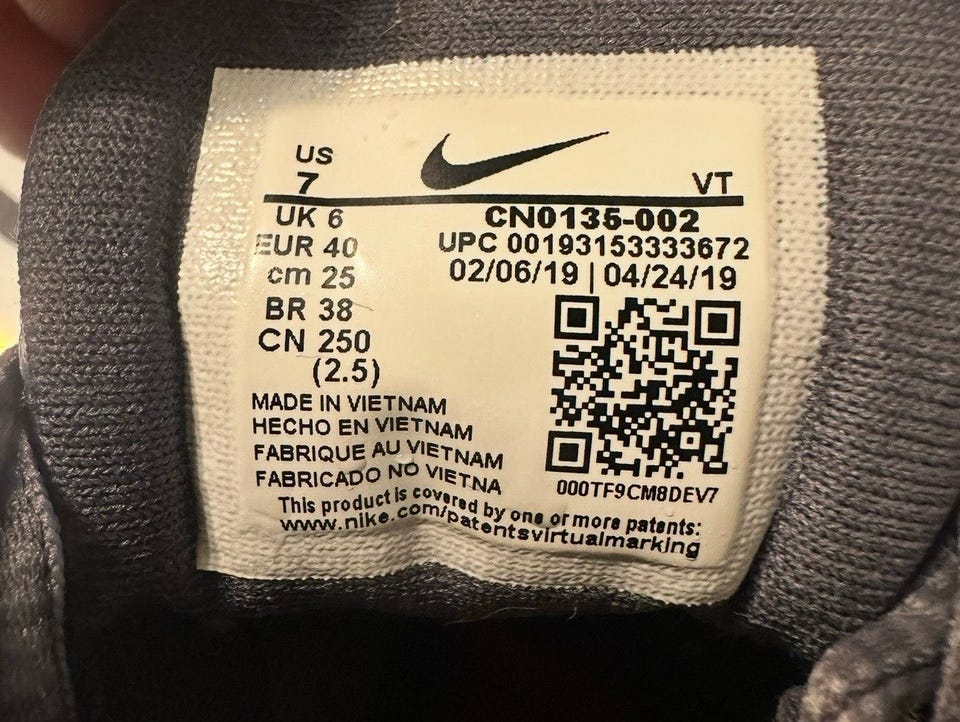 US
7
VT
UK 6
EUR 40
cm 25
BR 38
CN 250
(2.5)
CN0135-002
UPC 00193153333672
02/06/19 | 04/24/19
MADE IN VIETNAM
HECHO EN VIETNAM
FABRIQUE AU VIETNAM
FABRICADO NO VIETNA
000TF9CM8DEV7
This product is covered by one or more patents:
www.nike.com/patentsvirtualmarking